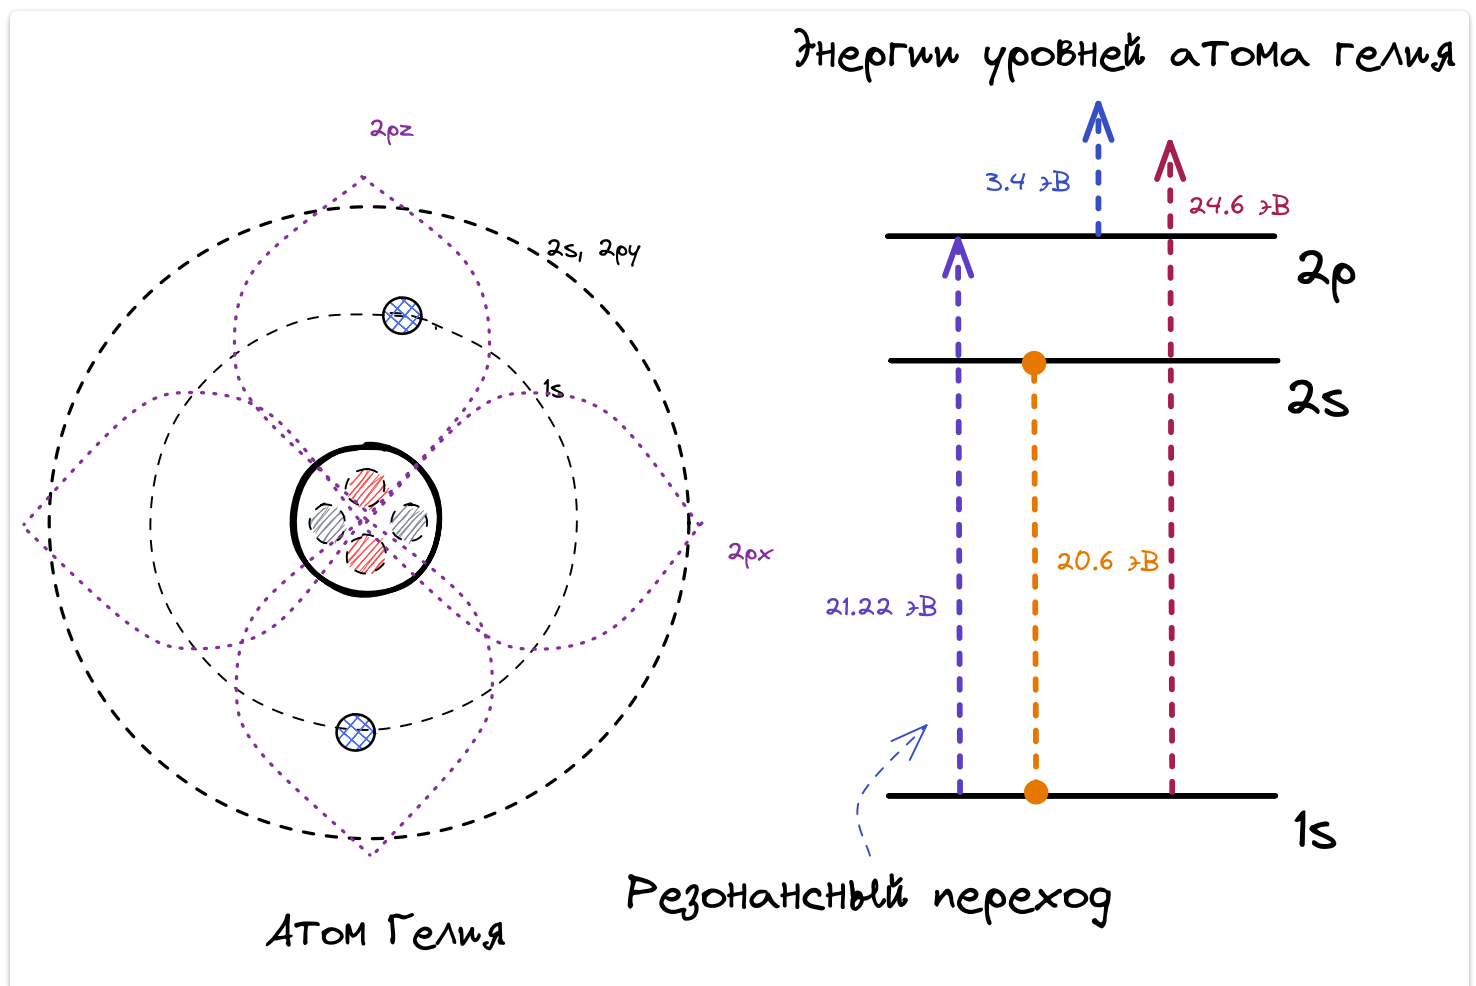 Энергии уровней атома гелия
2pz
3.4 эВ
24.6 эВ
2s, 2py
2p
1s
2s
2px
20.6 эВ
21.22 эВ
1s
Резонансный переход
Атом Гелия